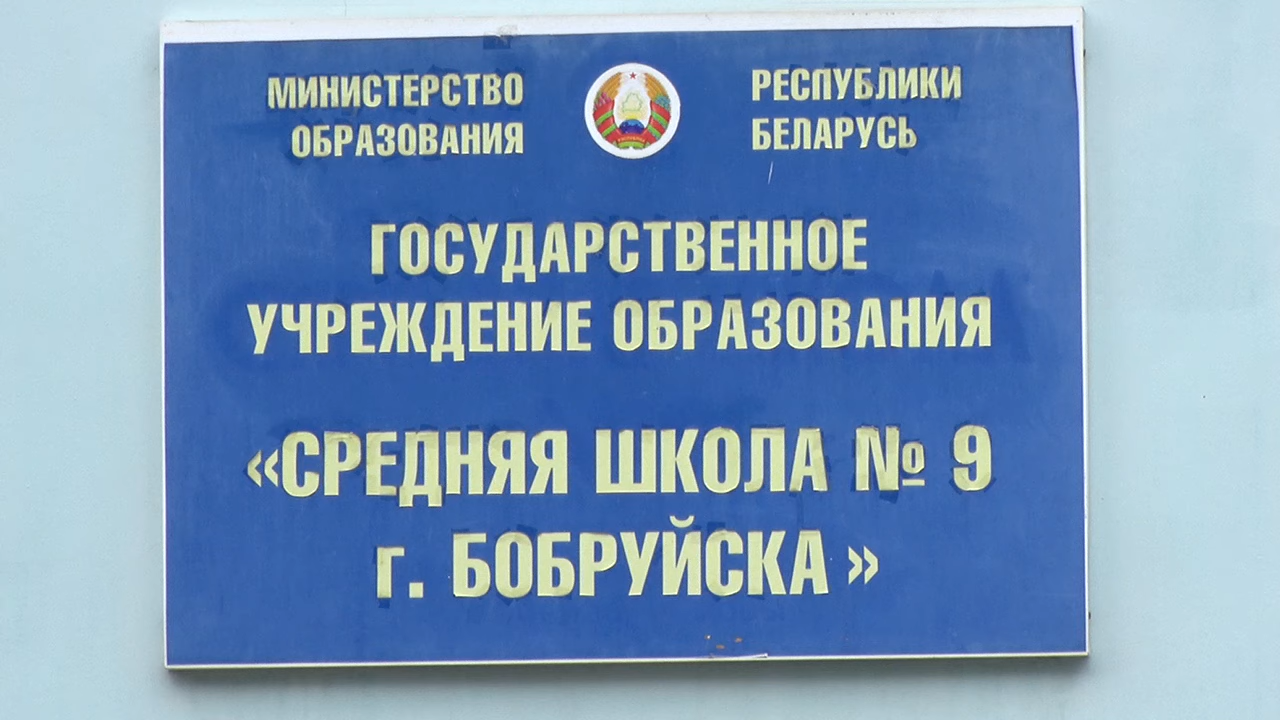 МИНИСТЕРСТВО
ОБРАЗОВАНИЯ
РЕСПУБЛИКИ
БЕЛАРУСЬ
ГОСУДАРСТВЕННОЕ
УЧРЕЖДЕНИЕ ОБРАЗОВАНИЯ
«СРЕДНЯЯ ШКОЛА № 9
г. БОБРУЙСКА »